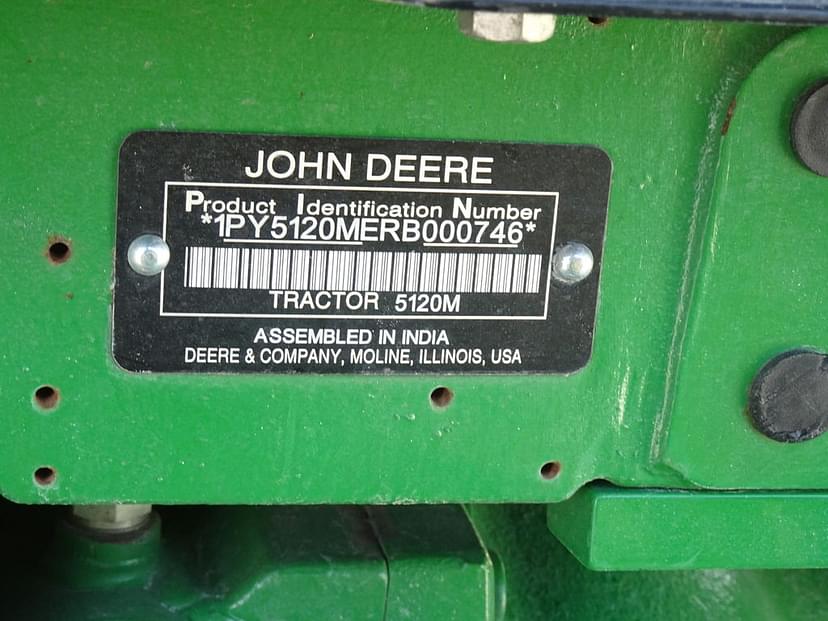 JOHN DEERE
Product Identification Number
*1PY5120MERB000746*
TRACTOR 5120M
ASSEMBLED IN INDIA
DEERE & COMPANY, MOLINE, ILLINOIS, USA